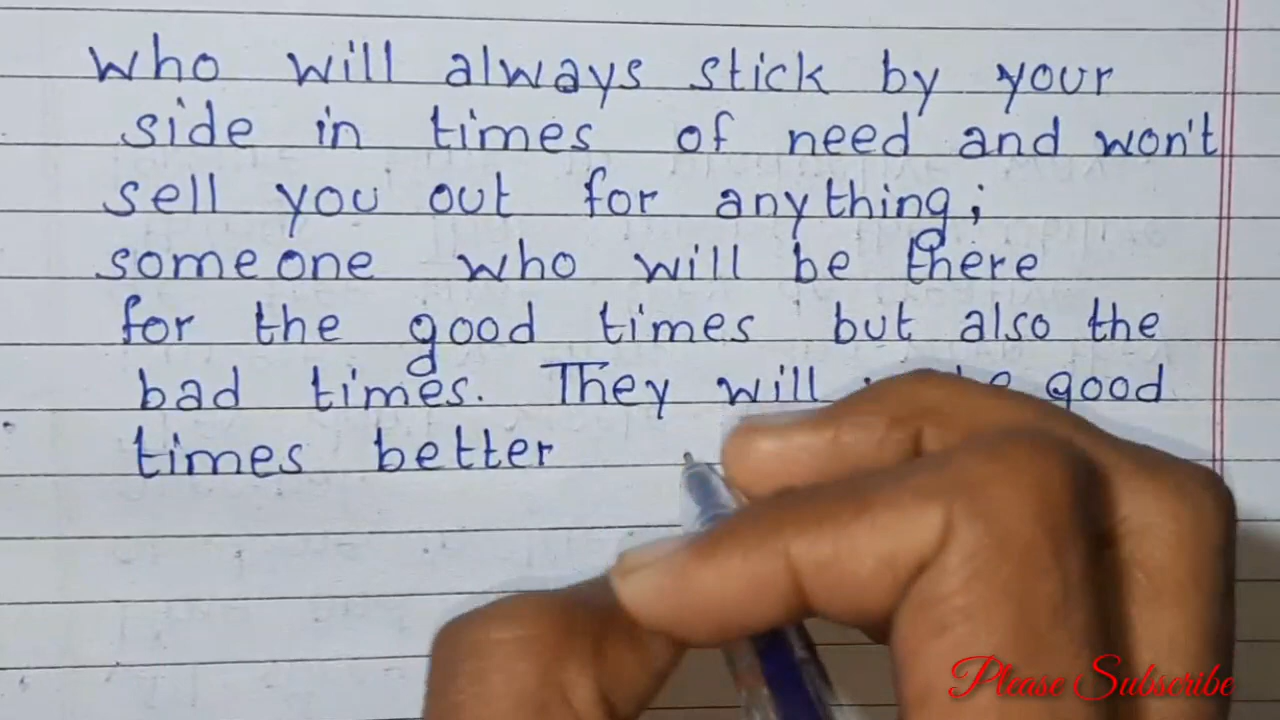 who will always stick by your
side in times of need and won't
sell you out for anything;
someone who will be there
for the good times but also the
bad times. They will good
times better
Please Subscribe